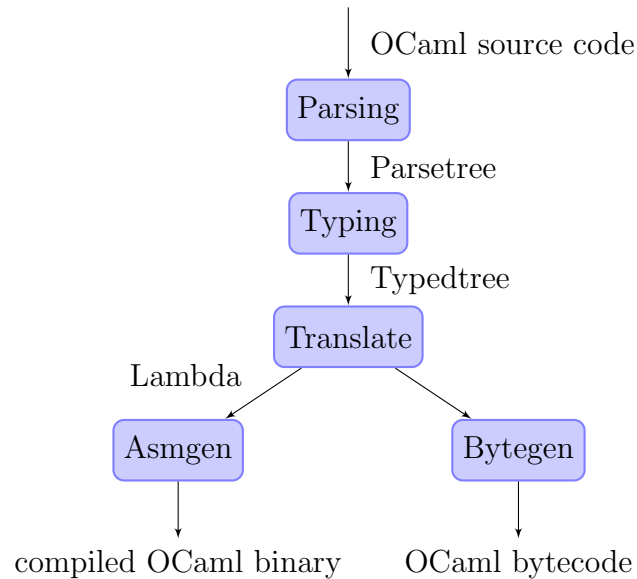 OCaml source code
Parsing
Parsetree
Typing
Typedtree
Translate
Lambda
Asmgen
Bytegen
compiled OCaml binary
OCaml bytecode